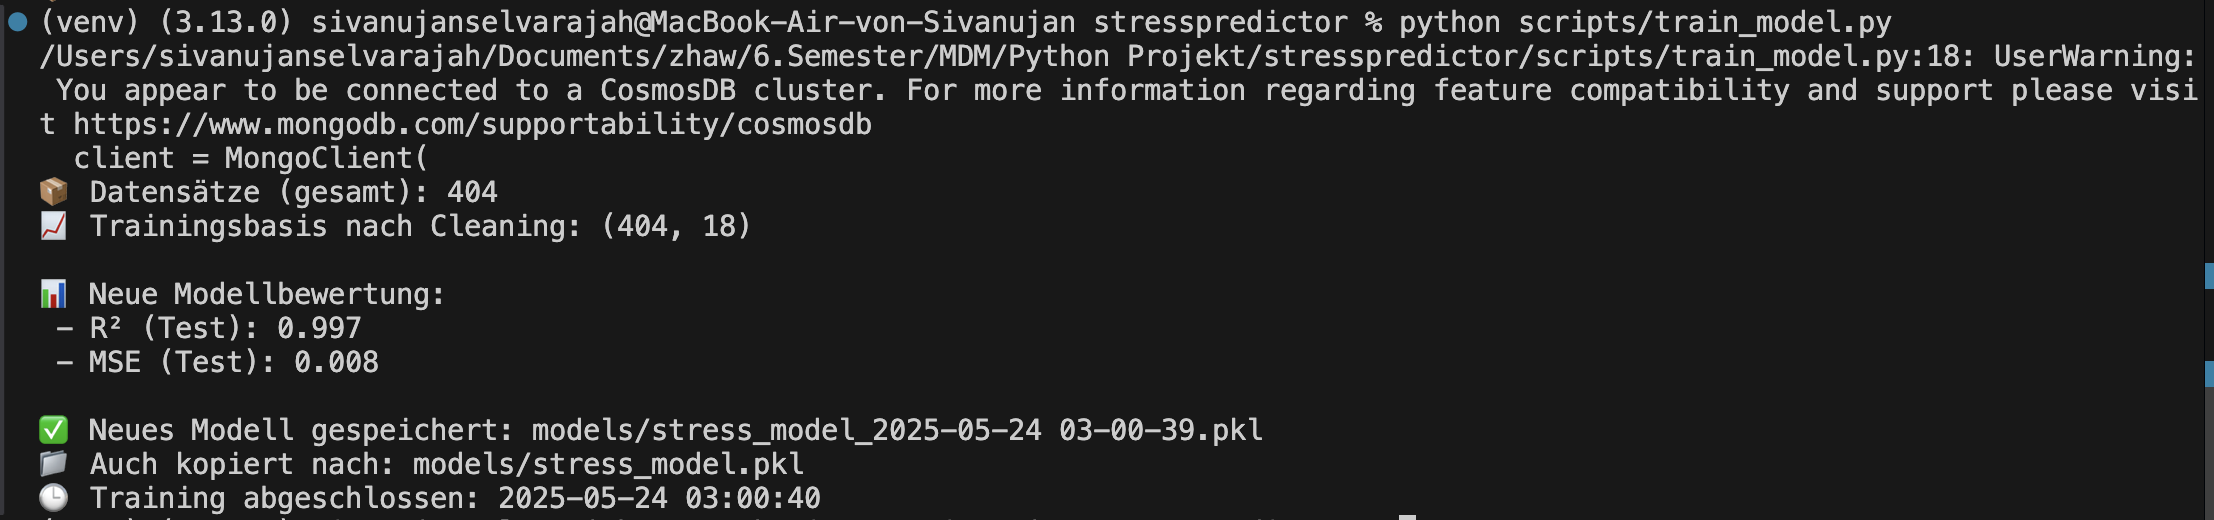 (venv) (3.13.0) sivanujanselvarajah@MacBook-Air-von-Sivanujan stresspredictor % python scripts/train_model.py
/Users/sivanujanselvarajah/Documents/zhaw/6.Semester/MDM/Python Projekt/stresspredictor/scripts/train_model.py:18: UserWarning:
 You appear to be connected to a CosmosDB cluster. For more information regarding feature compatibility and support please visi
t https://www.mongodb.com/supportability/cosmosdb
  client = MongoClient(
📦 Datensätze (gesamt): 404
📈 Trainingsbasis nach Cleaning: (404, 18)
📊 Neue Modellbewertung:
 – R² (Test): 0.997
 – MSE (Test): 0.008
✅ Neues Modell gespeichert: models/stress_model_2025-05-24 03-00-39.pkl
📁 Auch kopiert nach: models/stress_model.pkl
🕒 Training abgeschlossen: 2025-05-24 03:00:40